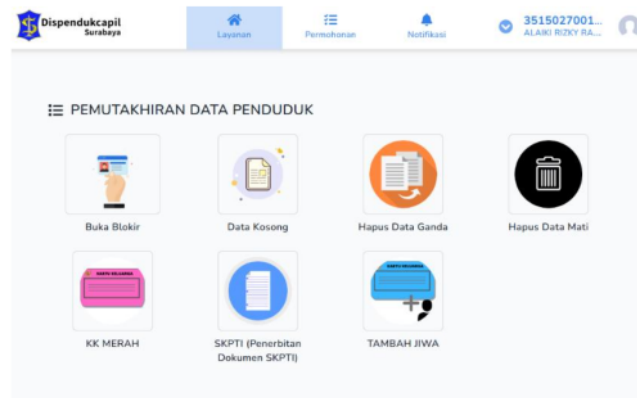 Dispendukcapil
Surabaya
Layanan
Permohonan
Notifikasi
3515027001...
ALAIKI RIZKY RA...
PEMUTAKHIRAN DATA PENDUDUK
Buka Blokir
Data Kosong
Hapus Data Ganda
Hapus Data Mati
KARTU KELUARGA
KARTU KELUARGA
KK MERAH
SKPTI (Penerbitan
Dokumen SKPTI)
TAMBAH JIWA